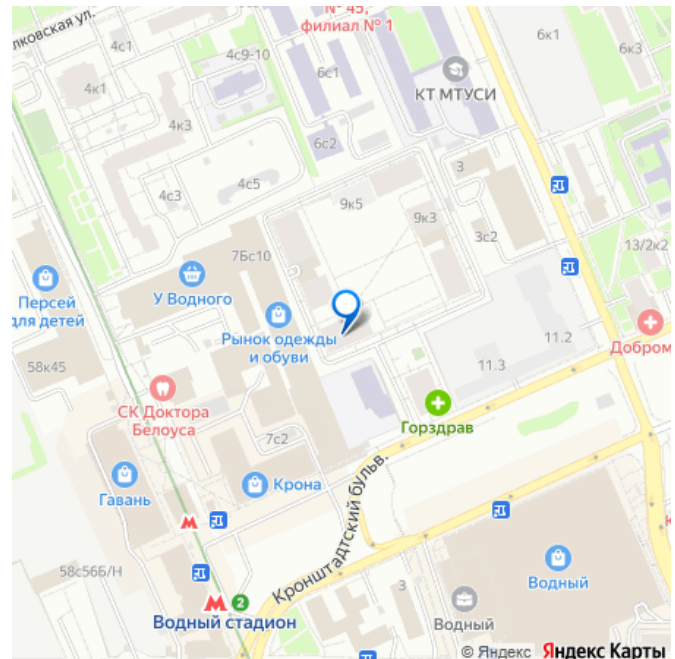 лковская ул.
№ 45,
филиал № 1
4с1
4с9-10
6с1
6к1
6к3
4к1
КТ МТУСИ
4к3
6с2
3
4с3
4с5
9к5
9к3
3с2
13/2к2
7Бс10
Персей
для детей
У Водного
Рынок одежды
и обуви
11.2
Добром
58к45
11.3
СК Доктора
Белоуса
Горздрав
7с2
Крона
Гавань
Кронштадтский бульв.
58с56Б/Н
Водный
2
3
Водный стадион
Водный
© Яндекс Яндекс Карты